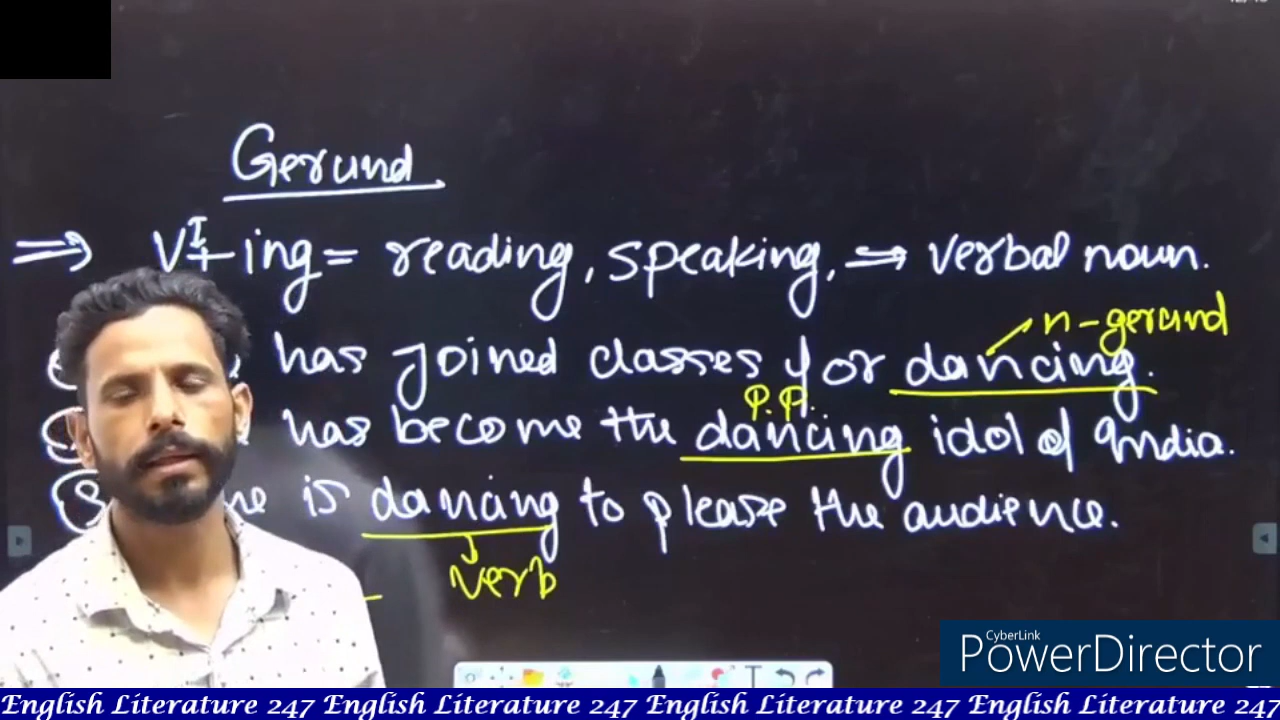 Gerund
⇒ V^I + ing = reading, speaking, ⇒ verbal noun.
n - gerund
has joined classes for dancing.
P.P.
has become the dancing idol of India.
③ is dancing to please the audience.
verb
CyberLink
PowerDirector
English Literature 247 English Literature 247 English Literature 247 English Literature 247